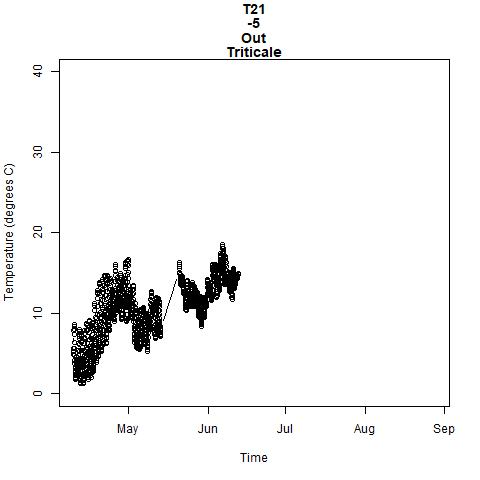 T21
-5
Out
Triticale
Temperature (degrees C)
40
30
20
10
0
May
Jun
Jul
Aug
Sep
Time